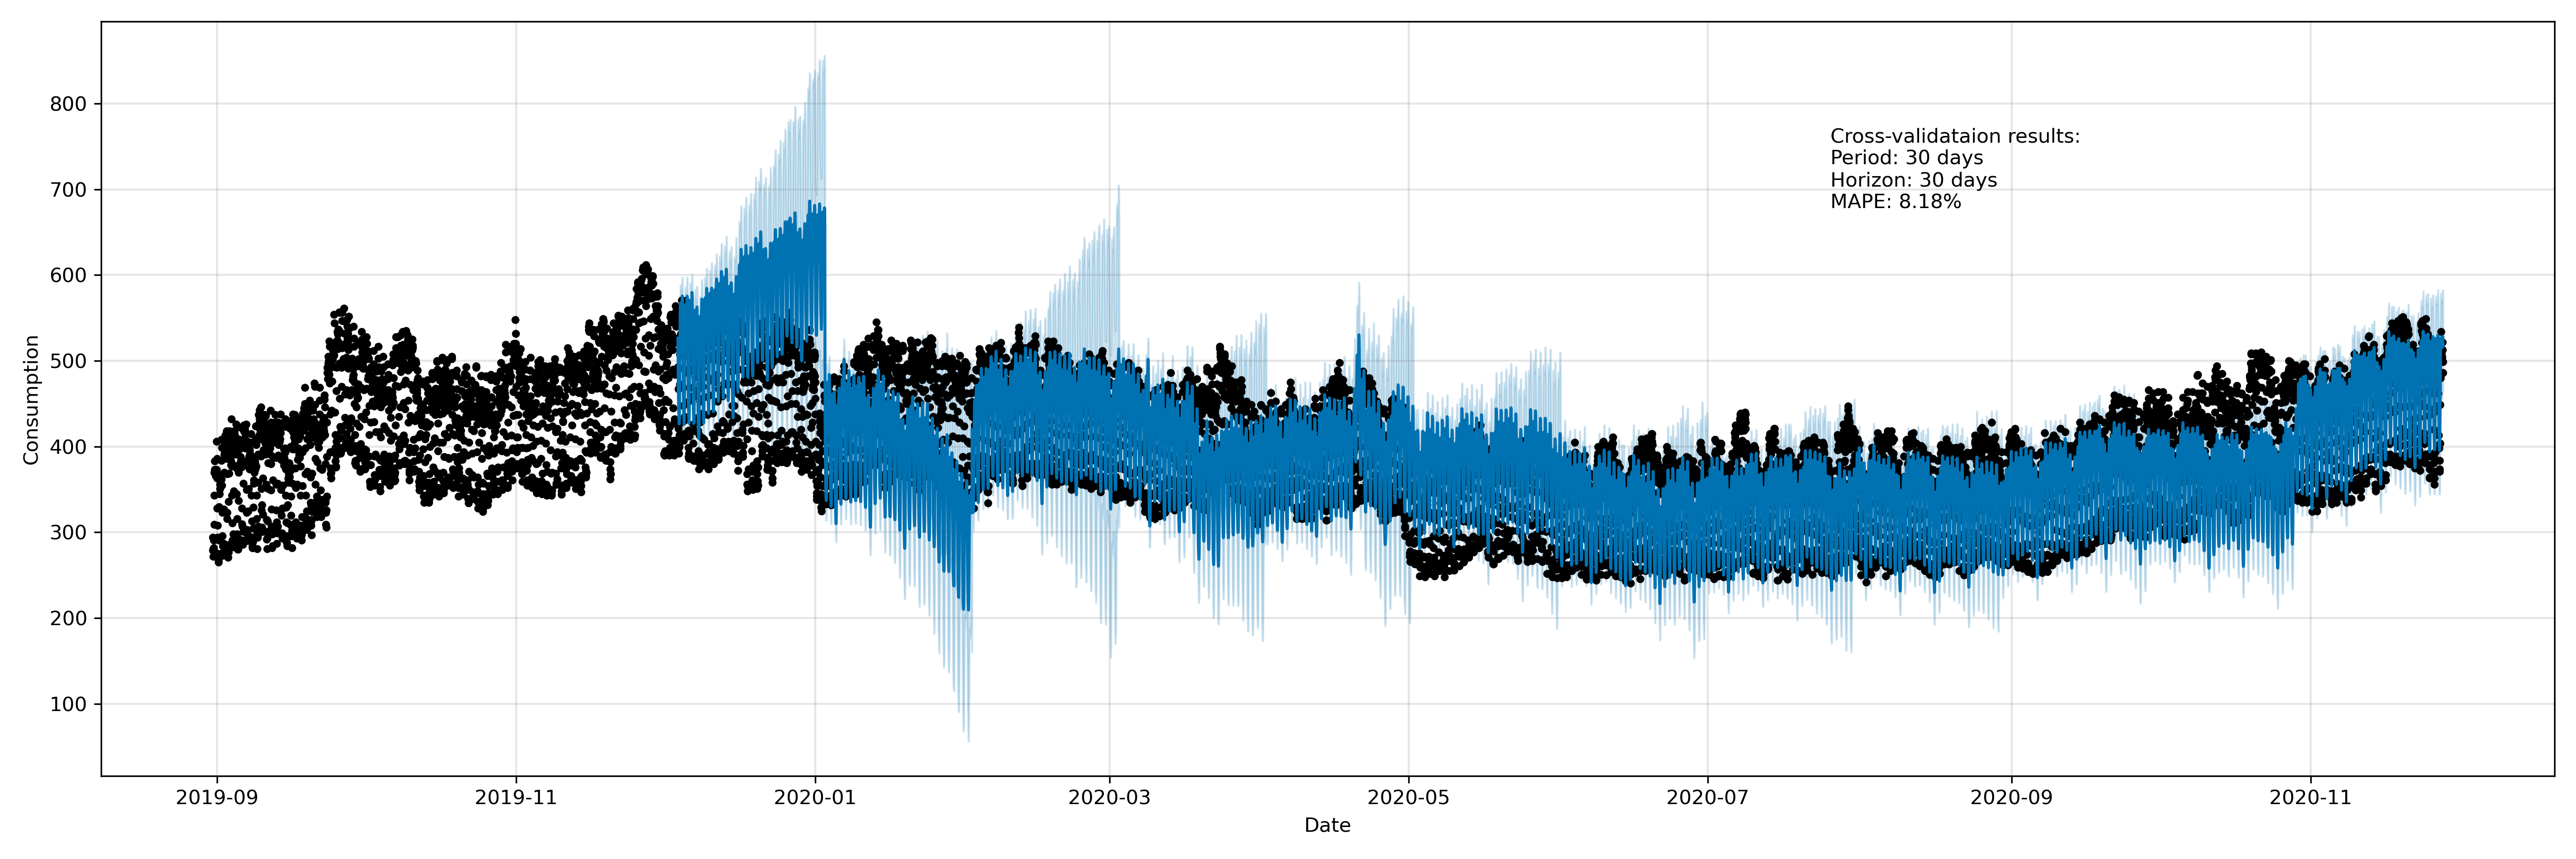 Cross-validataion results:
Period: 30 days
Horizon: 30 days
MAPE: 8.18%
800
700
600
500
400
300
200
100
Consumption
2019-09 2019-11 2020-01 2020-03 2020-05 2020-07 2020-09 2020-11
Date